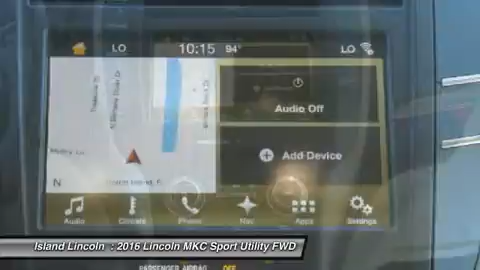 LO 10:15 94° LO
Audio Off
Add Device
N
Audio Climate Phone Nav Apps Settings
Island Lincoln : 2016 Lincoln MKC Sport Utility FWD
PASSENGER AIRBAG OFF